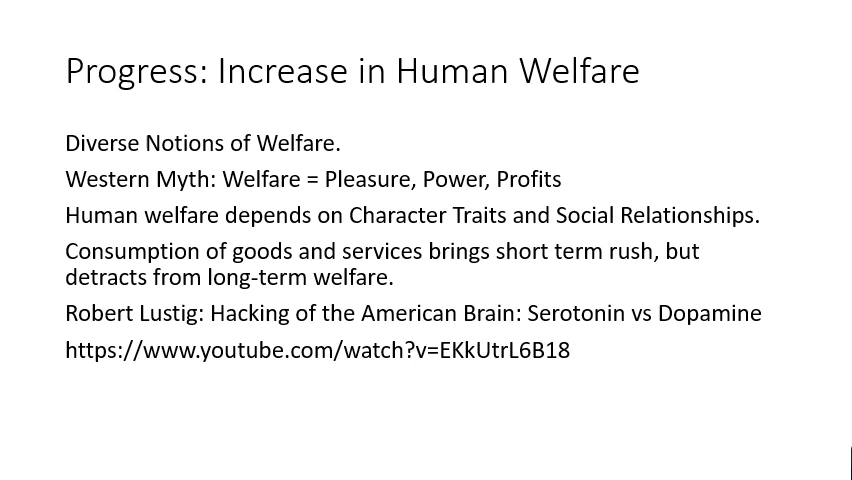 Progress: Increase in Human Welfare
Diverse Notions of Welfare.
Western Myth: Welfare = Pleasure, Power, Profits
Human welfare depends on Character Traits and Social Relationships.
Consumption of goods and services brings short term rush, but
detracts from long-term welfare.
Robert Lustig: Hacking of the American Brain: Serotonin vs Dopamine
https://www.youtube.com/watch?v=EKkUtrL6B18